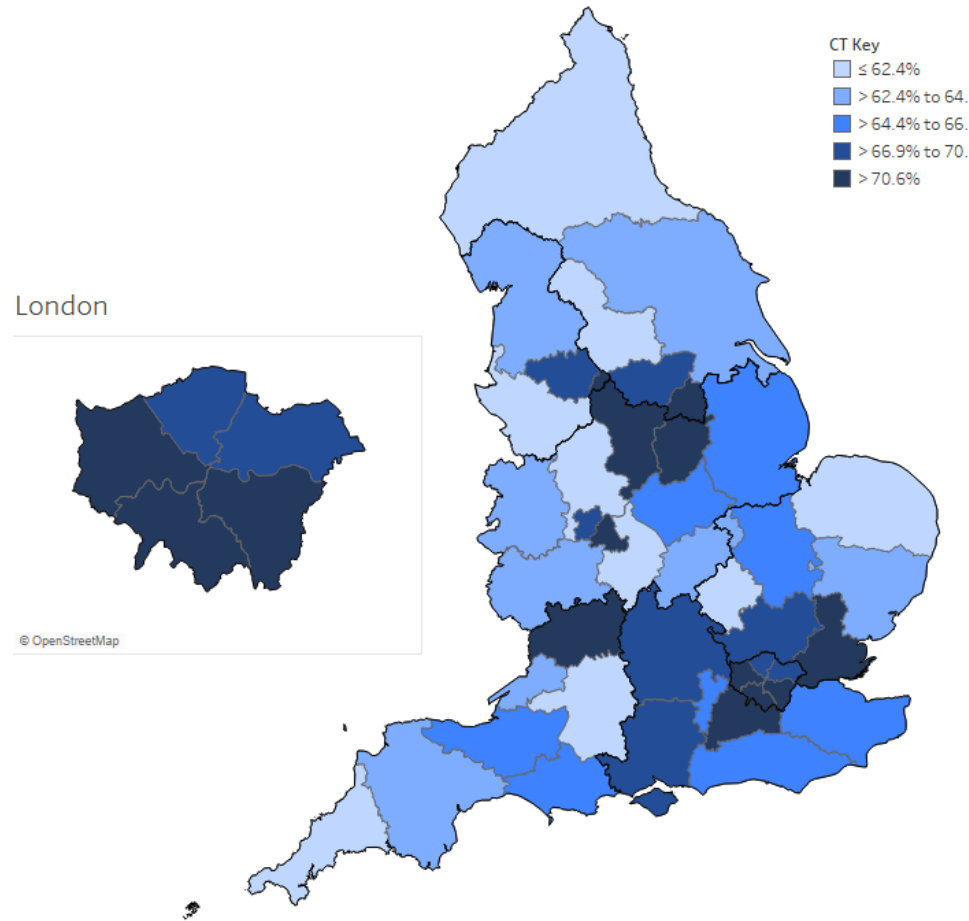 CT Key
≤ 62.4%
> 62.4% to 64.
> 64.4% to 66.
> 66.9% to 70.
> 70.6%
London
© OpenStreetMap